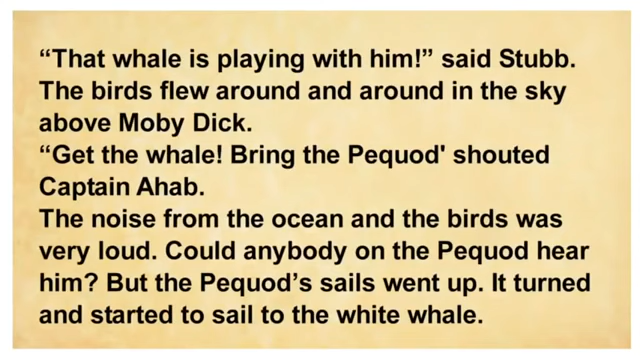 “That whale is playing with him!” said Stubb.
The birds flew around and around in the sky
above Moby Dick.
“Get the whale! Bring the Pequod' shouted
Captain Ahab.
The noise from the ocean and the birds was
very loud. Could anybody on the Pequod hear
him? But the Pequod’s sails went up. It turned
and started to sail to the white whale.